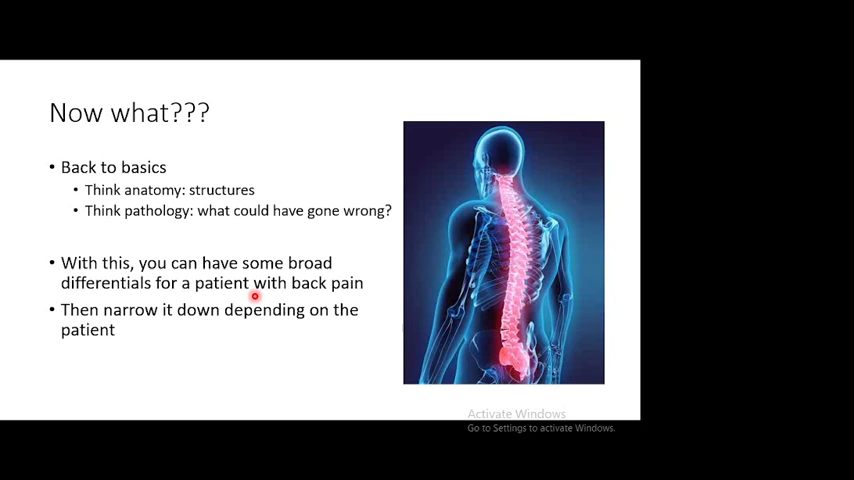 Now what???
• Back to basics
• Think anatomy: structures
• Think pathology: what could have gone wrong?
• With this, you can have some broad
differentials for a patient with back pain
• Then narrow it down depending on the
patient
Activate Windows
Go to Settings to activate Windows.